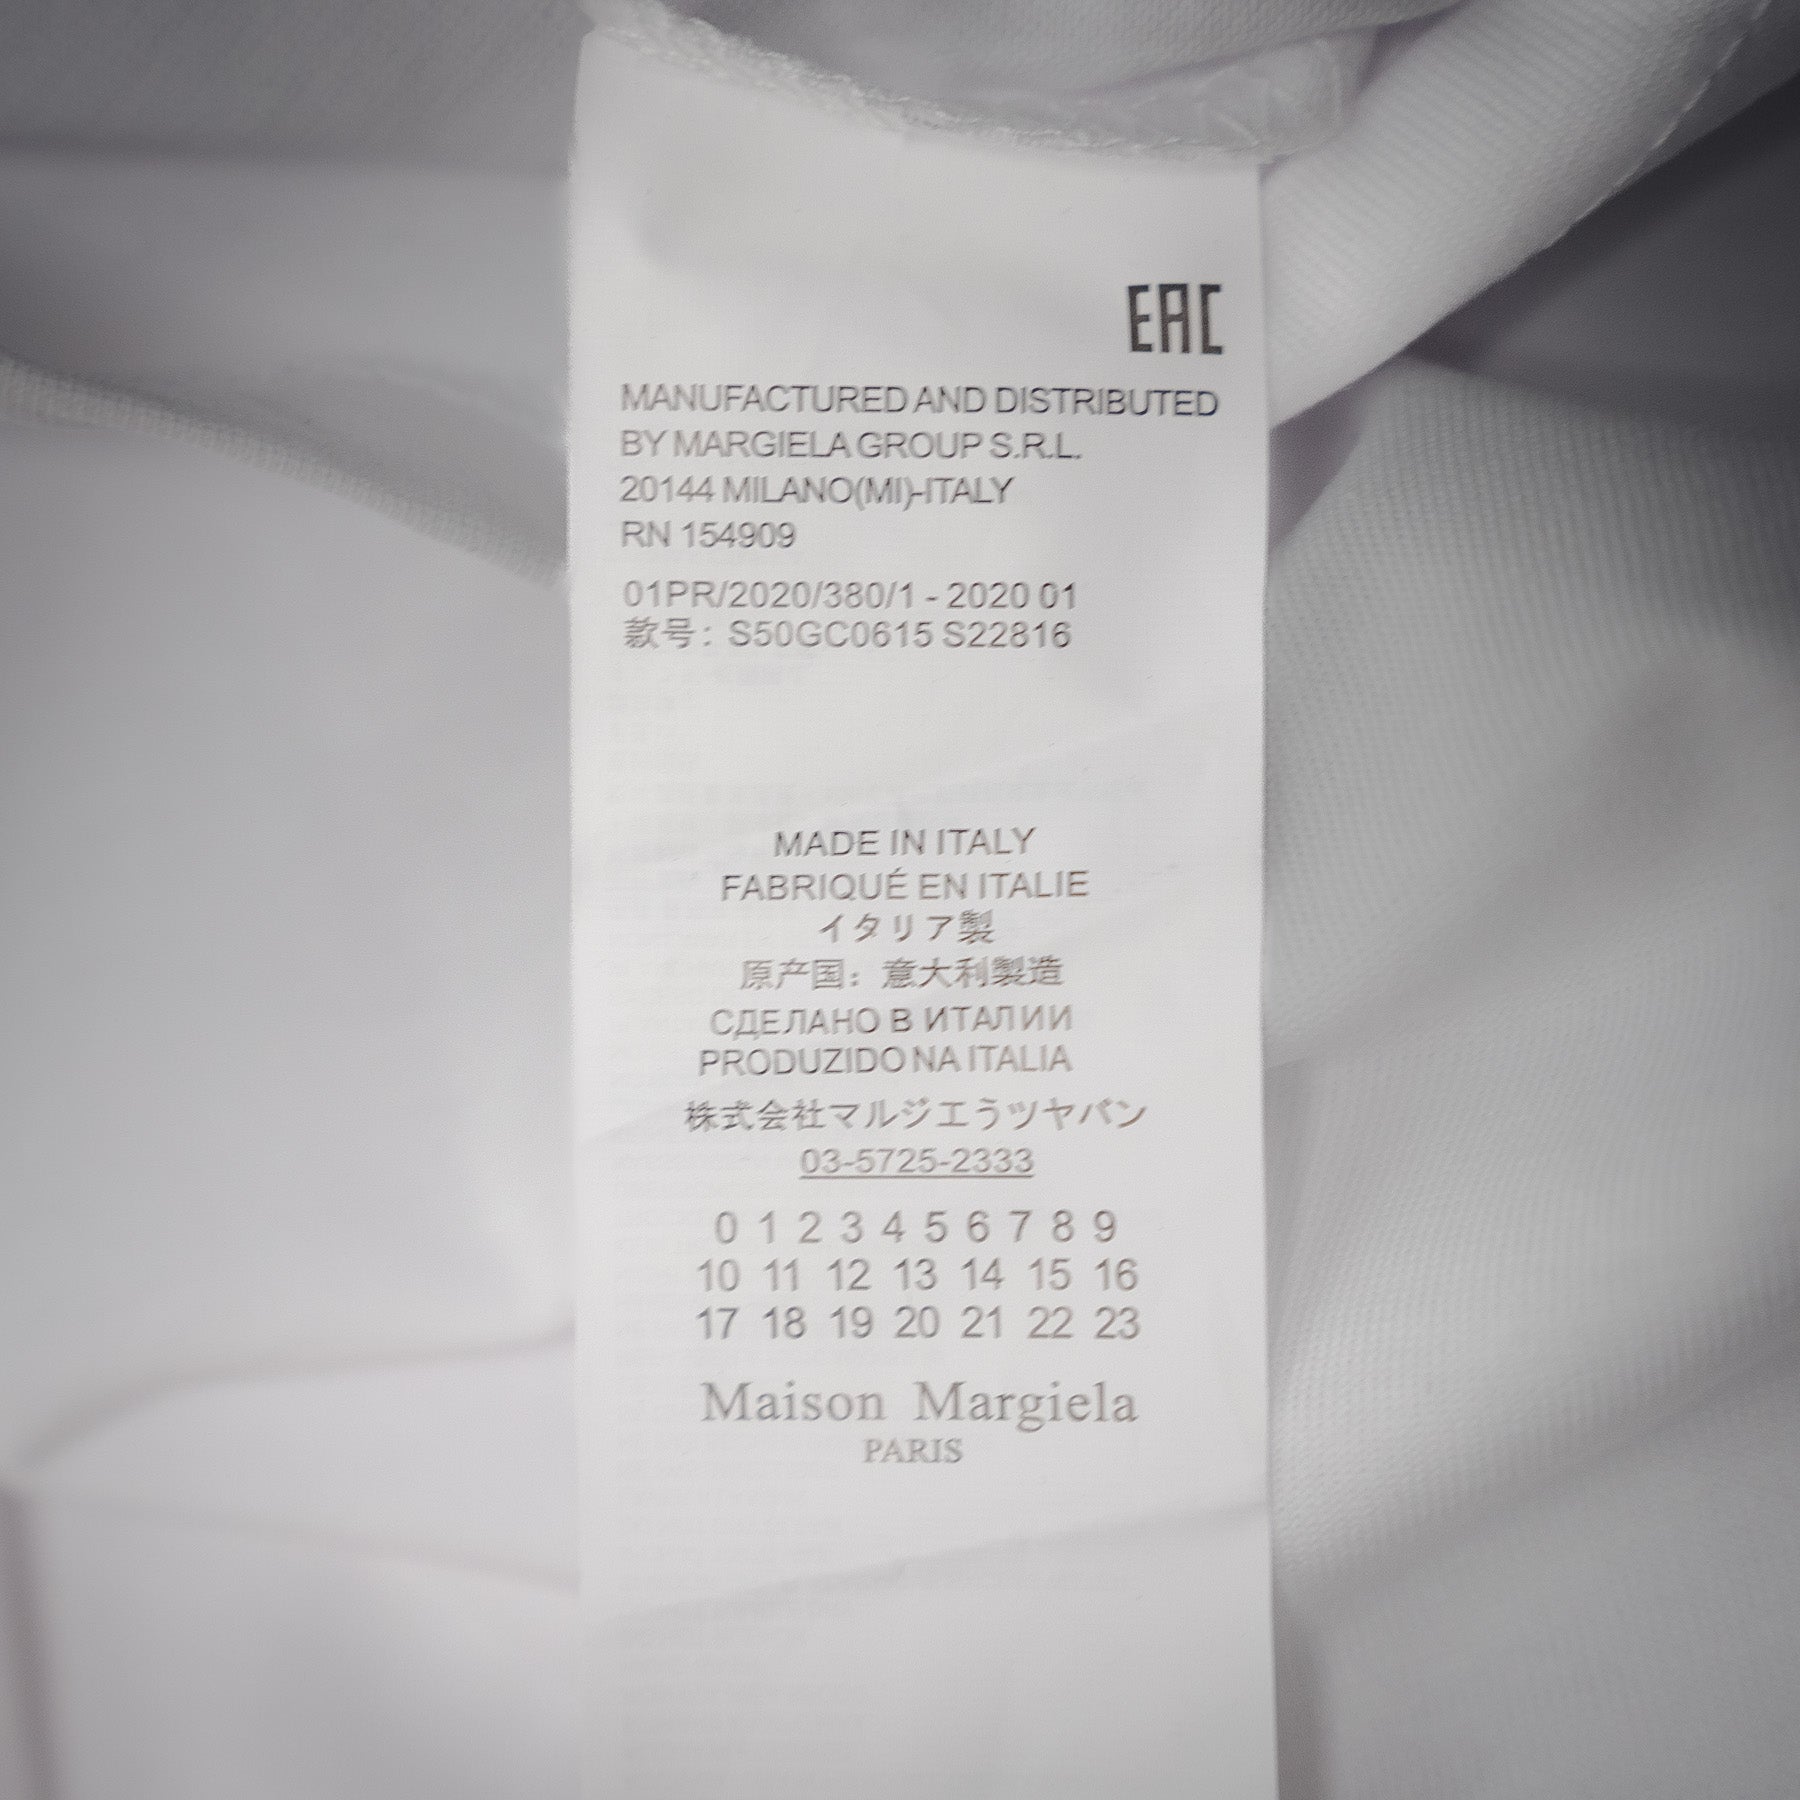 EAC
MANUFACTURED AND DISTRIBUTED
BY MARGIELA GROUP S.R.L.
20144 MILANO(MI)-ITALY
RN 154909
01PR/2020/380/1 - 2020 01
款号: S50GC0615 S22816
MADE IN ITALY
FABRIQUÉ EN ITALIE
イタリア製
原产国: 意大利製造
СДЕЛАНО В ИТАЛИИ
PRODUZIDO NA ITALIA
株式会社マルジエうツヤパン
03-5725-2333
0 1 2 3 4 5 6 7 8 9
10 11 12 13 14 15 16
17 18 19 20 21 22 23
Maison Margiela
PARIS